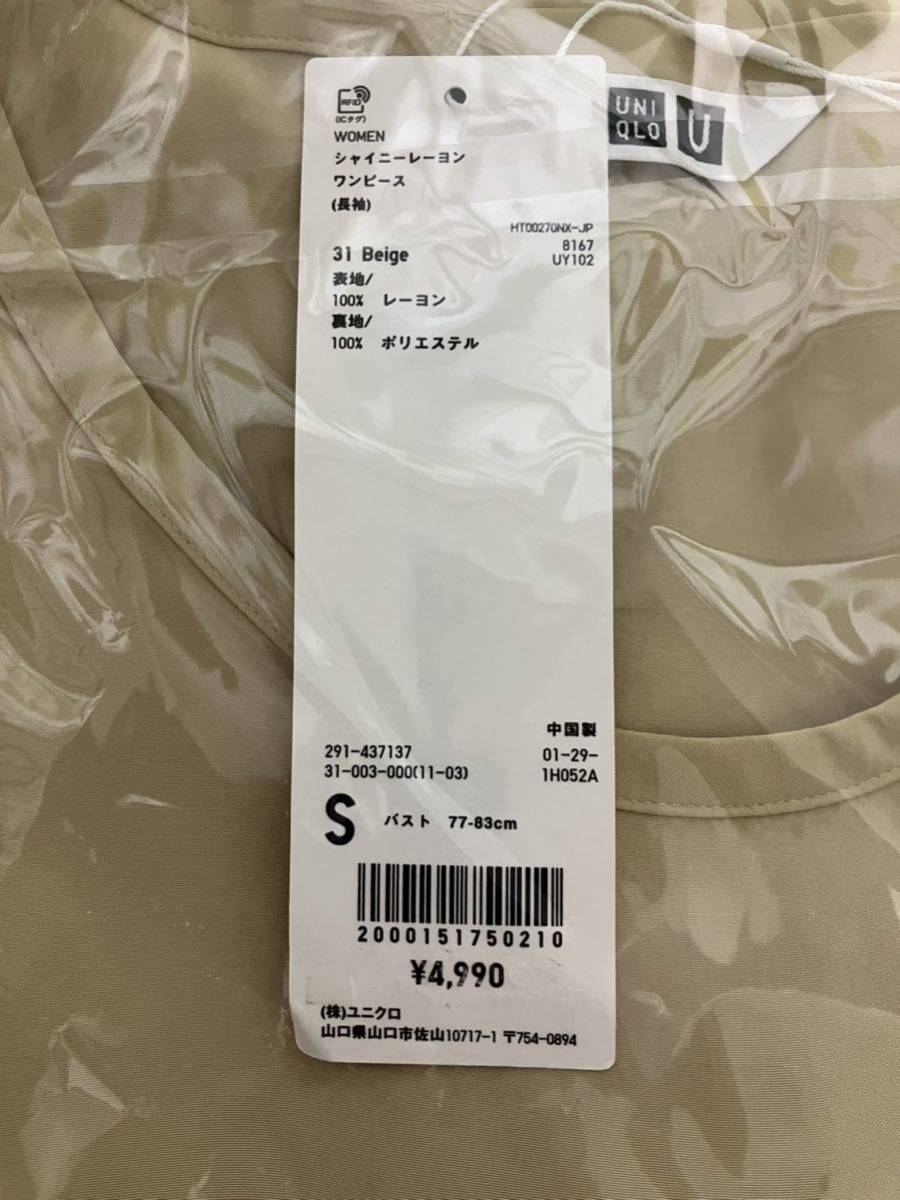 RFID
(ICタグ)
WOMEN
シャイニーレーヨン
ワンピース
(長袖)
HT00270NX-JP
8167
UY102
31 Beige
表地/
100% レーヨン
裏地/
100% ポリエステル
UNI
QLO
U
中国製
291-437137
01-29-
31-003-000(11-03)
1H052A
S バスト 77-83cm
2000151750210
¥4,990
(株)ユニクロ
山口県山口市佐山10717-1 〒754-0894